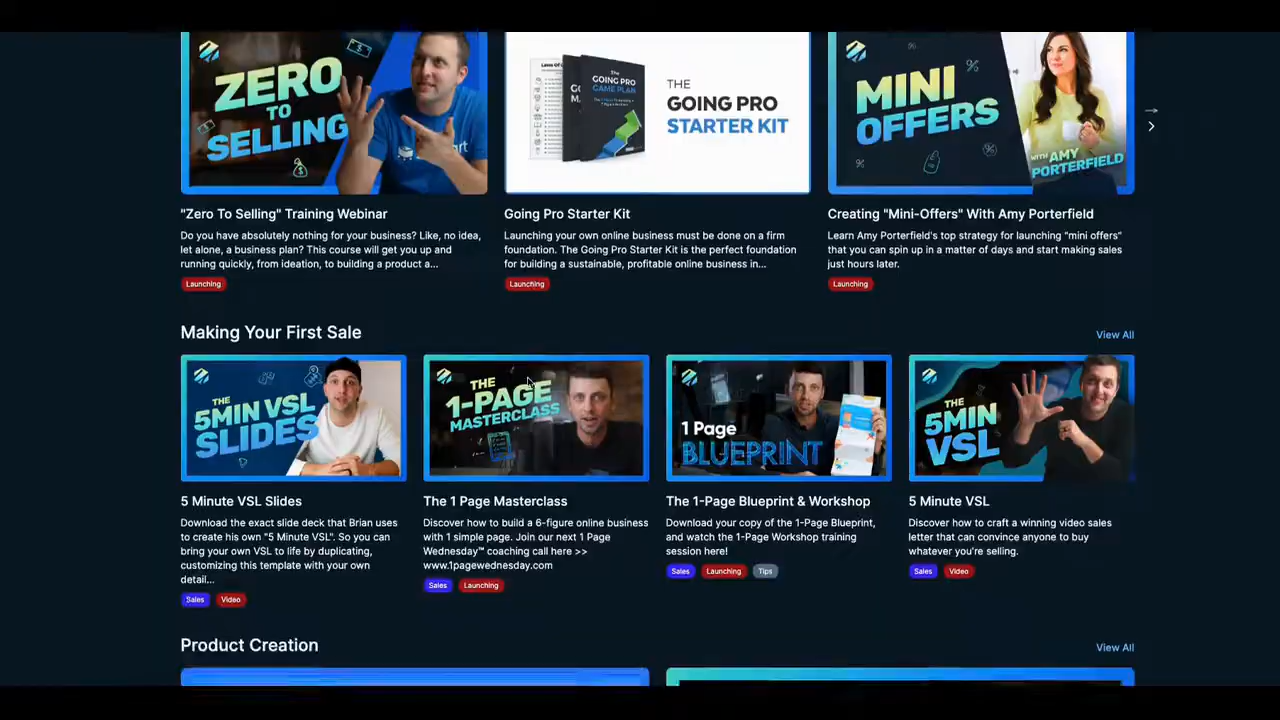 ZERO
TO
SELLING
THE
GOING PRO
STARTER KIT
The
GOING PRO
GAME PLAN
MINI
OFFERS
WITH AMY
PORTERFIELD
"Zero To Selling" Training Webinar
Do you have absolutely nothing for your business? Like, no idea,
let alone, a business plan? This course will get you up and
running quickly, from ideation, to building a product a...
Launching
Going Pro Starter Kit
Launching your own online business must be done on a firm
foundation. The Going Pro Starter Kit is the perfect foundation
for building a sustainable, profitable online business in...
Launching
Creating "Mini-Offers" With Amy Porterfield
Learn Amy Porterfield's top strategy for launching "mini offers"
that you can spin up in a matter of days and start making sales
just hours later.
Launching
Making Your First Sale
View All
THE
5MIN VSL
SLIDES
THE
1-PAGE
MASTERCLASS
1 Page
BLUEPRINT
THE
5MIN
VSL
5 Minute VSL Slides
Download the exact slide deck that Brian uses
to create his own "5 Minute VSL". So you can
bring your own VSL to life by duplicating,
customizing this template with your own
detail...
Sales
Video
The 1 Page Masterclass
Discover how to build a 6-figure online business
with 1 simple page. Join our next 1 Page
Wednesday™ coaching call here >>
www.1pagewednesday.com
Sales
Launching
The 1-Page Blueprint & Workshop
Download your copy of the 1-Page Blueprint,
and watch the 1-Page Workshop training
session here!
Sales
Launching
Tips
5 Minute VSL
Discover how to craft a winning video sales
letter that can convince anyone to buy
whatever you're selling.
Sales
Video
Product Creation
View All